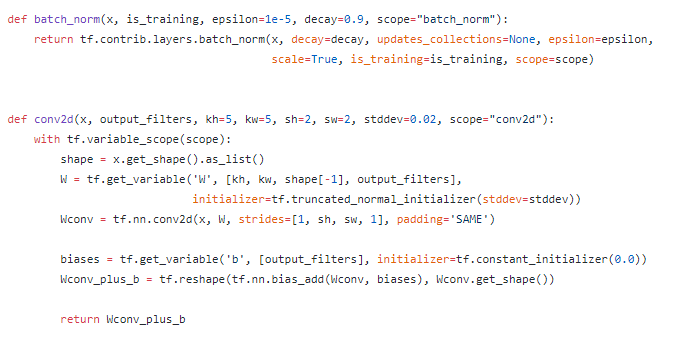 def batch_norm(x, is_training, epsilon=1e-5, decay=0.9, scope="batch_norm"):
    return tf.contrib.layers.batch_norm(x, decay=decay, updates_collections=None, epsilon=epsilon,
                                        scale=True, is_training=is_training, scope=scope)
def conv2d(x, output_filters, kh=5, kw=5, sh=2, sw=2, stddev=0.02, scope="conv2d"):
    with tf.variable_scope(scope):
        shape = x.get_shape().as_list()
        W = tf.get_variable('W', [kh, kw, shape[-1], output_filters],
                            initializer=tf.truncated_normal_initializer(stddev=stddev))
        Wconv = tf.nn.conv2d(x, W, strides=[1, sh, sw, 1], padding='SAME')
        biases = tf.get_variable('b', [output_filters], initializer=tf.constant_initializer(0.0))
        Wconv_plus_b = tf.reshape(tf.nn.bias_add(Wconv, biases), Wconv.get_shape())
        return Wconv_plus_b